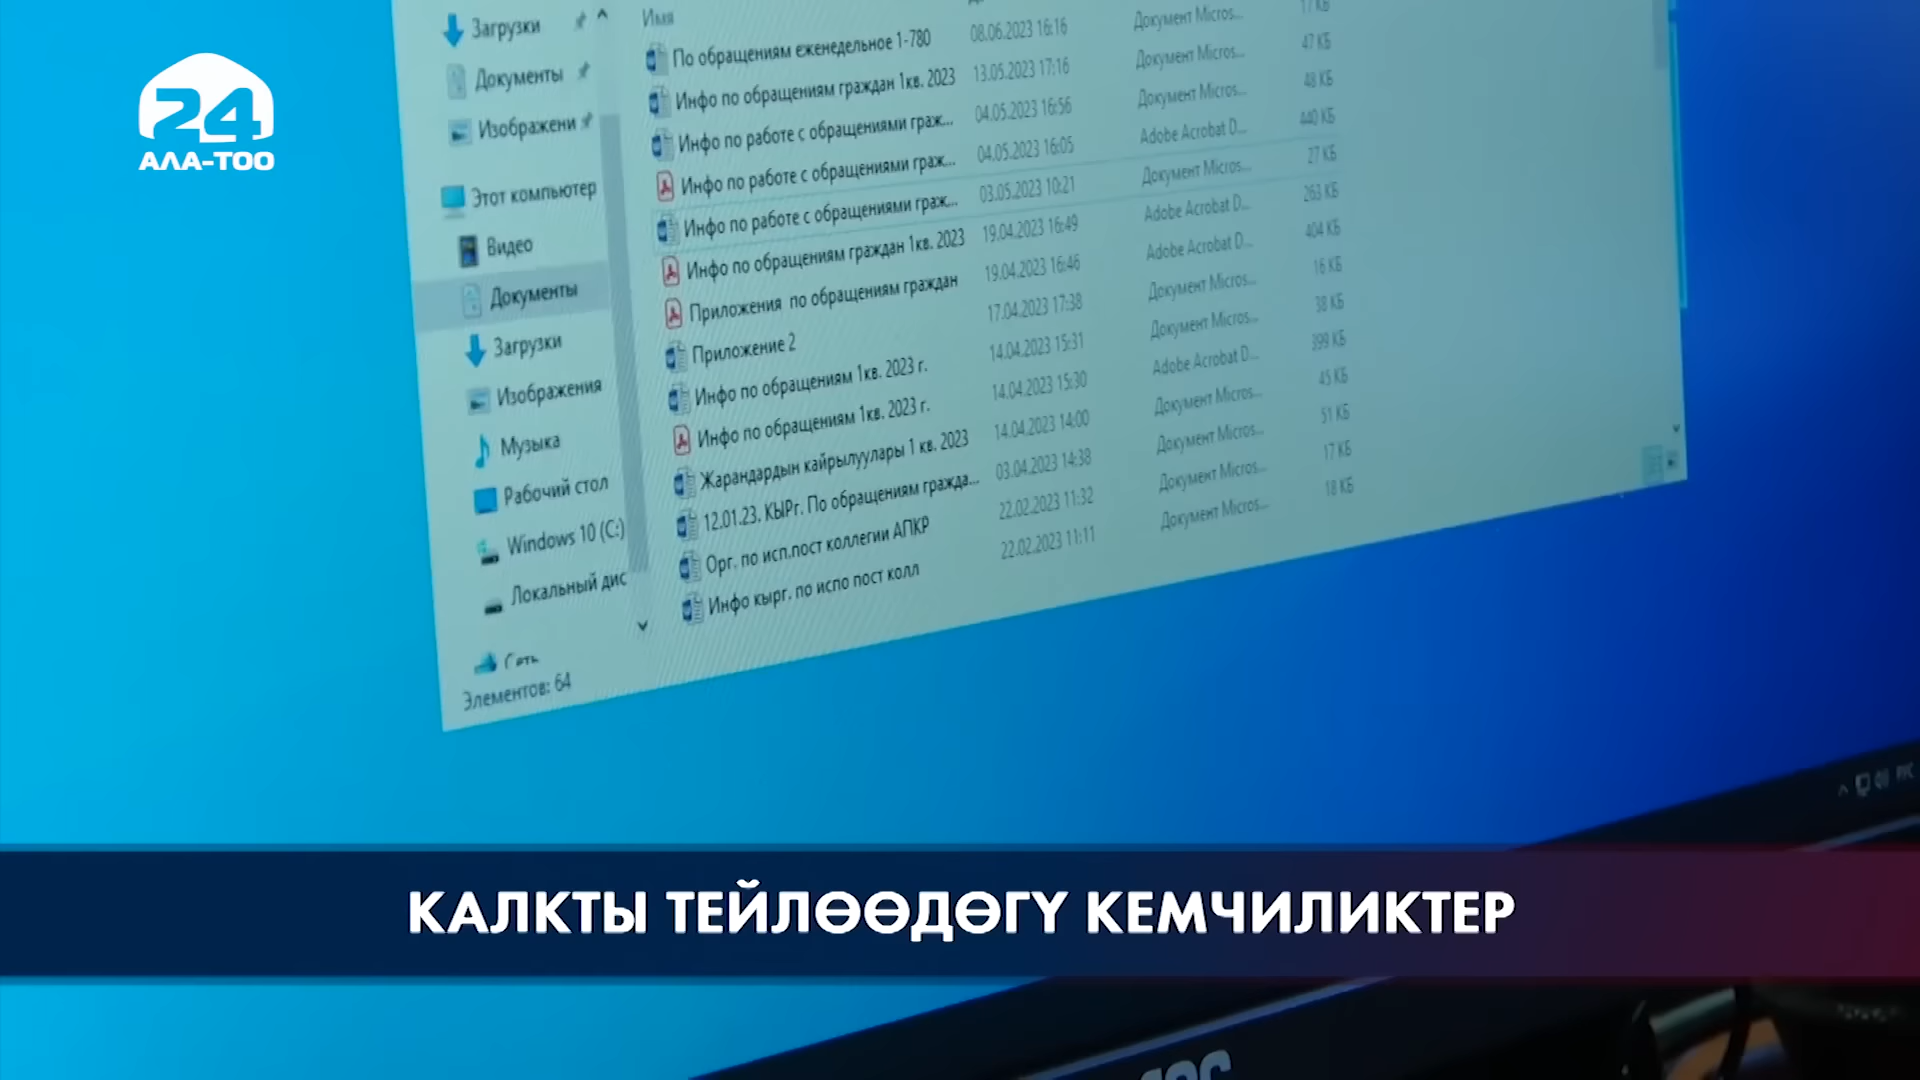 24
АЛА-ТОО
Загрузки
Документы
Изображени
Этот компьютер
Видео
Документы
Загрузки
Изображения
Музыка
Рабочий стол
Windows 10 (C:)
Локальный дис
Сеть
Элементов: 64
Имя
По обращениям еженедельное 1-780 08.06.2023 16:16 Документ Micros... 17 КБ
Инфо по обращениям граждан 1кв. 2023 13.05.2023 17:16 Документ Micros... 47 КБ
Инфо по работе с обращениями граж... 04.05.2023 16:56 Документ Micros... 48 КБ
Инфо по работе с обращениями граж... 04.05.2023 16:05 Adobe Acrobat D... 440 КБ
Инфо по работе с обращениями граж... 03.05.2023 10:21 Документ Micros... 27 КБ
Инфо по обращениям граждан 1кв. 2023 19.04.2023 16:49 Adobe Acrobat D... 263 КБ
Приложения по обращениям граждан 19.04.2023 16:46 Adobe Acrobat D... 404 КБ
Приложение 2 17.04.2023 17:38 Документ Micros... 16 КБ
Инфо по обращениям 1кв. 2023 г. 14.04.2023 15:31 Документ Micros... 38 КБ
Инфо по обращениям 1кв. 2023 г. 14.04.2023 15:30 Adobe Acrobat D... 399 КБ
Жарандардын кайрылуулары 1 кв. 2023 14.04.2023 14:00 Документ Micros... 45 КБ
12.01.23. КЫРг. По обращениям гражда... 03.04.2023 14:38 Документ Micros... 51 КБ
Орг. по исп.пост коллегии АПКР 22.02.2023 11:32 Документ Micros... 17 КБ
Инфо кырг. по испо пост колл 22.02.2023 11:11 Документ Micros... 18 КБ
РУС
КАЛКТЫ ТЕЙЛӨӨДӨГҮ КЕМЧИЛИКТЕР